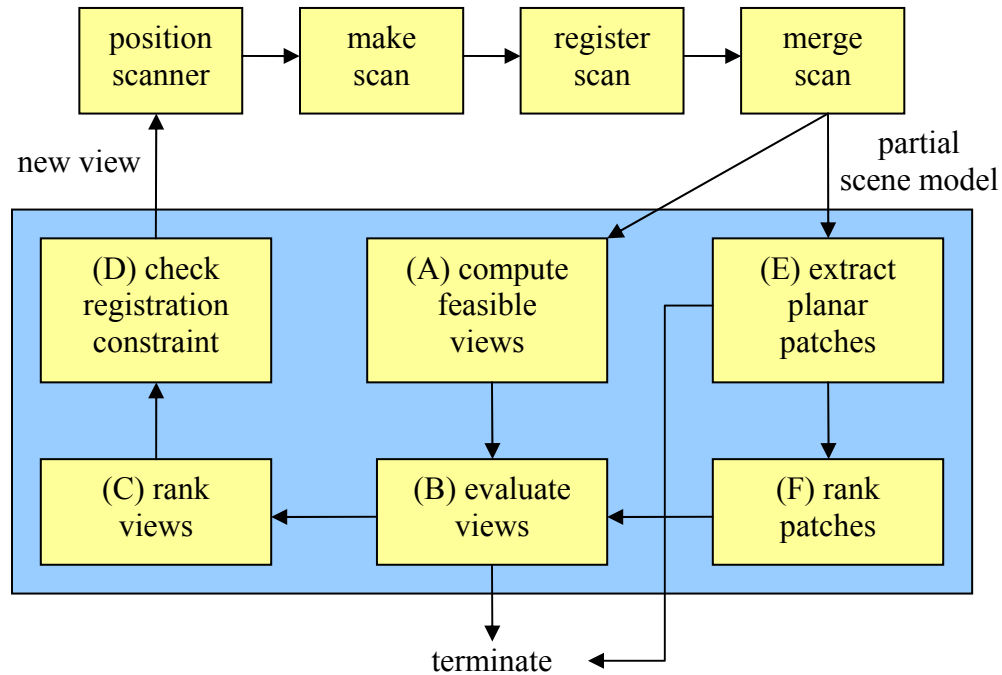 position
scanner
make
scan
register
scan
merge
scan
new view
partial
scene model
(D) check
registration
constraint
(A) compute
feasible
views
(E) extract
planar
patches
(C) rank
views
(B) evaluate
views
(F) rank
patches
terminate